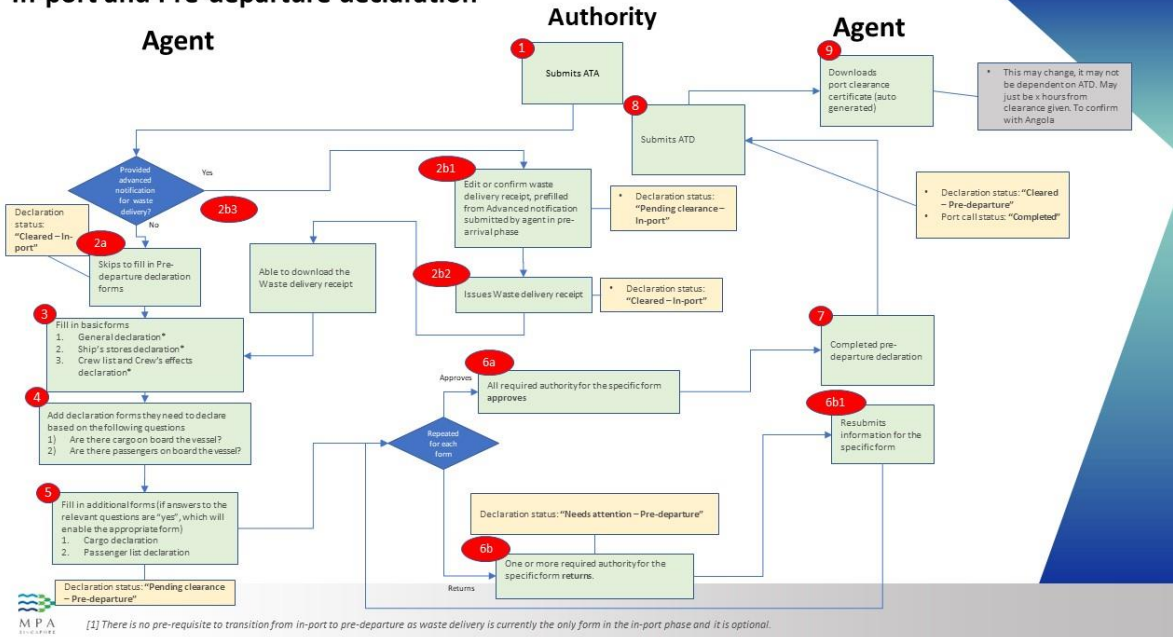 In-port and Pre-departure declaration
Agent
Authority
Agent
1
Submits ATA
9
Downloads
port clearance
certificate (auto
generated)
• This may change, it may not
be dependent on ATD. May
just be x hours from
clearance given. To confirm
with Angola
8
Submits ATD
Provided
advanced
notification
for waste
delivery?
Yes
2b3
No
2b1
Edit or confirm waste
delivery receipt, prefilled
from Advanced notification
submitted by agent in pre-
arrival phase
• Declaration status:
"Pending clearance –
In-port"
• Declaration status: "Cleared
– Pre-departure"
• Port call status: "Completed"
Declaration
status:
"Cleared – In-
port"
2a
Skips to fill in Pre-
departure declaration
forms
Able to download the
Waste delivery receipt
2b2
Issues Waste delivery receipt
• Declaration status:
"Cleared – In-port"
3
Fill in basic forms
1. General declaration*
2. Ship's stores declaration*
3. Crew list and Crew's effects
declaration*
7
Completed pre-
departure declaration
6a
Approves
All required authority for the specific form
approves
4
Add declaration forms they need to declare
based on the following questions
1) Are there cargo on board the vessel?
2) Are there passengers on board the vessel?
Repeated
for each
form
6b1
Resubmits
information for the
specific form
5
Fill in additional forms (if answers to the
relevant questions are "yes", which will
enable the appropriate form)
1. Cargo declaration
2. Passenger list declaration
Declaration status: "Needs attention – Pre-departure"
6b
One or more required authority for the
specific form returns.
Returns
Declaration status: "Pending clearance
– Pre-departure"
MPA
SINGAPORE
[1] There is no pre-requisite to transition from in-port to pre-departure as waste delivery is currently the only form in the in-port phase and it is optional.